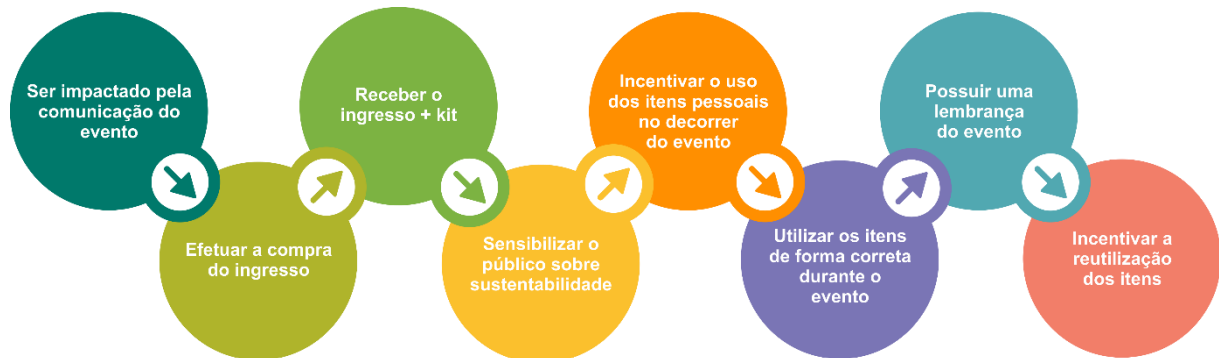 Ser impactado pela
comunicação do
evento
Efetuar a compra
do ingresso
Receber o
ingresso + kit
Sensibilizar o
público sobre
sustentabilidade
Incentivar o uso
dos itens pessoais
no decorrer
do evento
Utilizar os itens
de forma correta
durante o
evento
Possuir uma
lembrança
do evento
Incentivar a
reutilização
dos itens